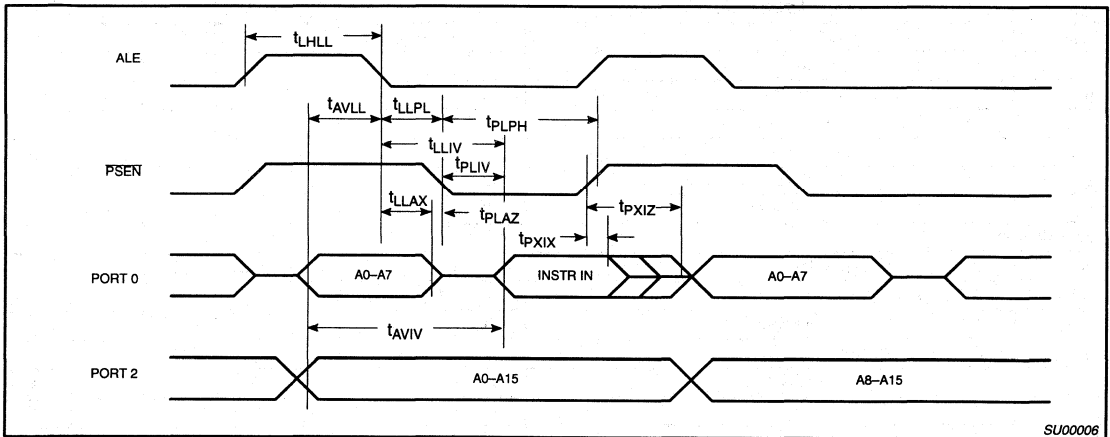 ALE
tLHLL
tAVLL
tLLPL
tPLPH
tLLIV
PSEN
tPLIV
tLLAX
tPLAZ
tPXIZ
tPXIX
PORT 0
A0–A7
INSTR IN
A0–A7
tAVIV
PORT 2
A0–A15
A8–A15
SU00006